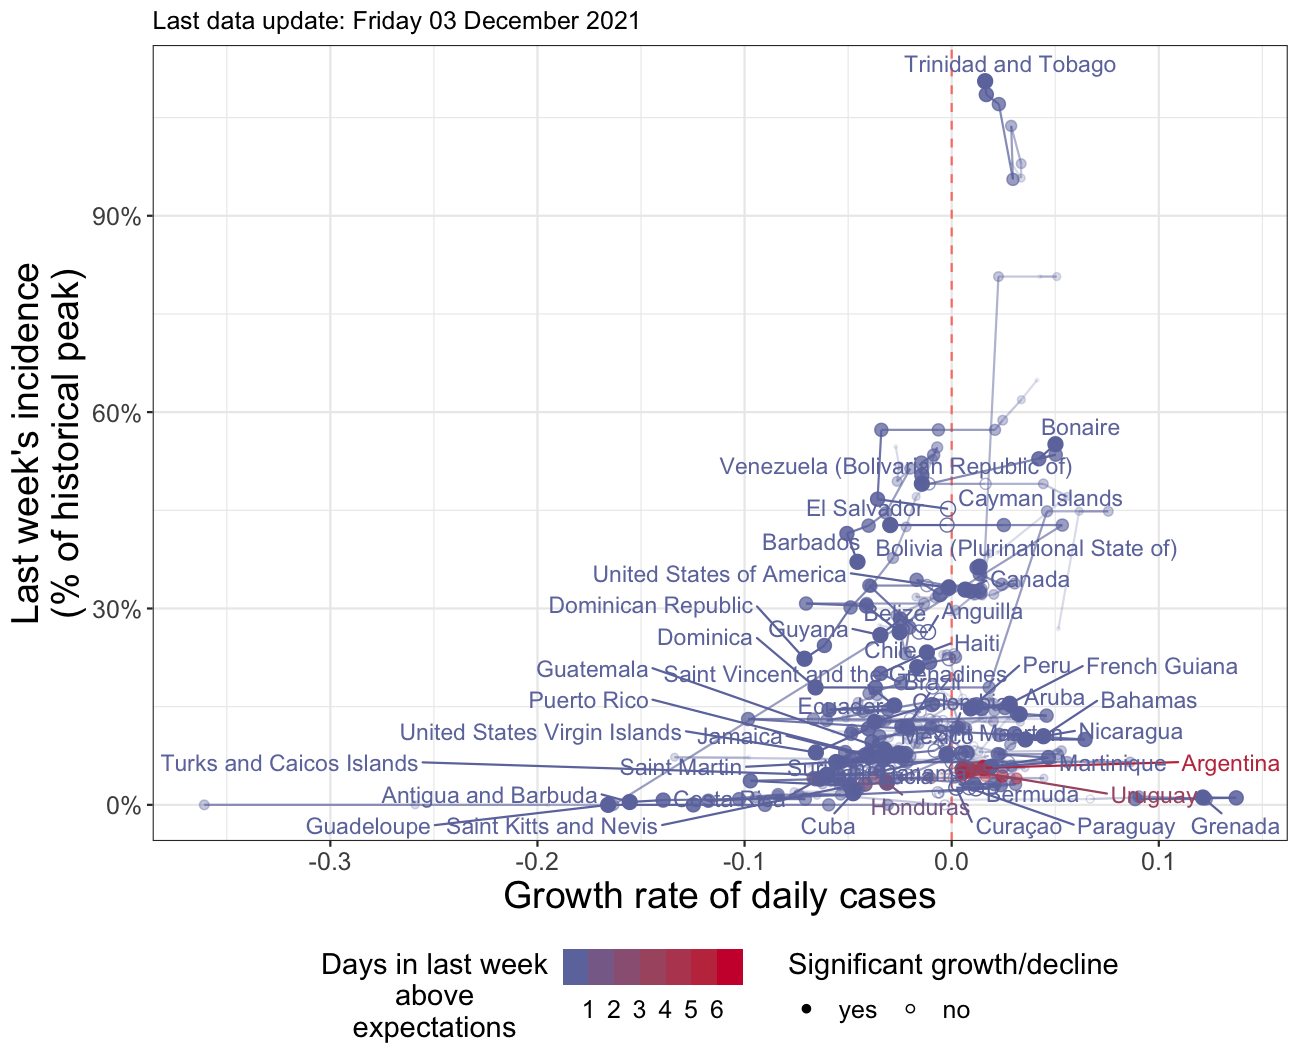 Last data update: Friday 03 December 2021
Trinidad and Tobago
90%
60%
30%
0%
Last week's incidence
(% of historical peak)
Bonaire
Venezuela (Bolivarian Republic of)
Cayman Islands
El Salvador
Barbados
Bolivia (Plurinational State of)
United States of America
Canada
Dominican Republic
Belize
Anguilla
Guyana
Dominica
Chile
Haiti
Guatemala
Saint Vincent and the Grenadines
Peru
French Guiana
Brazil
Puerto Rico
Ecuador
Colombia
Aruba
Bahamas
United States Virgin Islands
Jamaica
Mexico
Nicaragua
Turks and Caicos Islands
Saint Martin
Panama
Martinique
Argentina
Antigua and Barbuda
Costa Rica
Honduras
Bermuda
Uruguay
Guadeloupe
Saint Kitts and Nevis
Cuba
Curaçao
Paraguay
Grenada
-0.3
-0.2
-0.1
0.0
0.1
Growth rate of daily cases
Days in last week
above
expectations
1 2 3 4 5 6
Significant growth/decline
yes
no